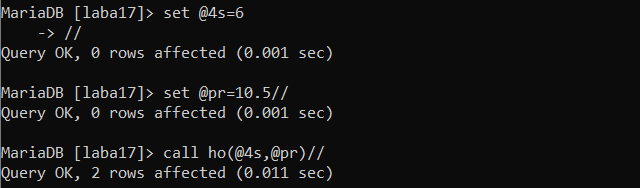 MariaDB [laba17]> set @4s=6
    -> //
Query OK, 0 rows affected (0.001 sec)
MariaDB [laba17]> set @pr=10.5//
Query OK, 0 rows affected (0.001 sec)
MariaDB [laba17]> call ho(@4s,@pr)//
Query OK, 2 rows affected (0.011 sec)